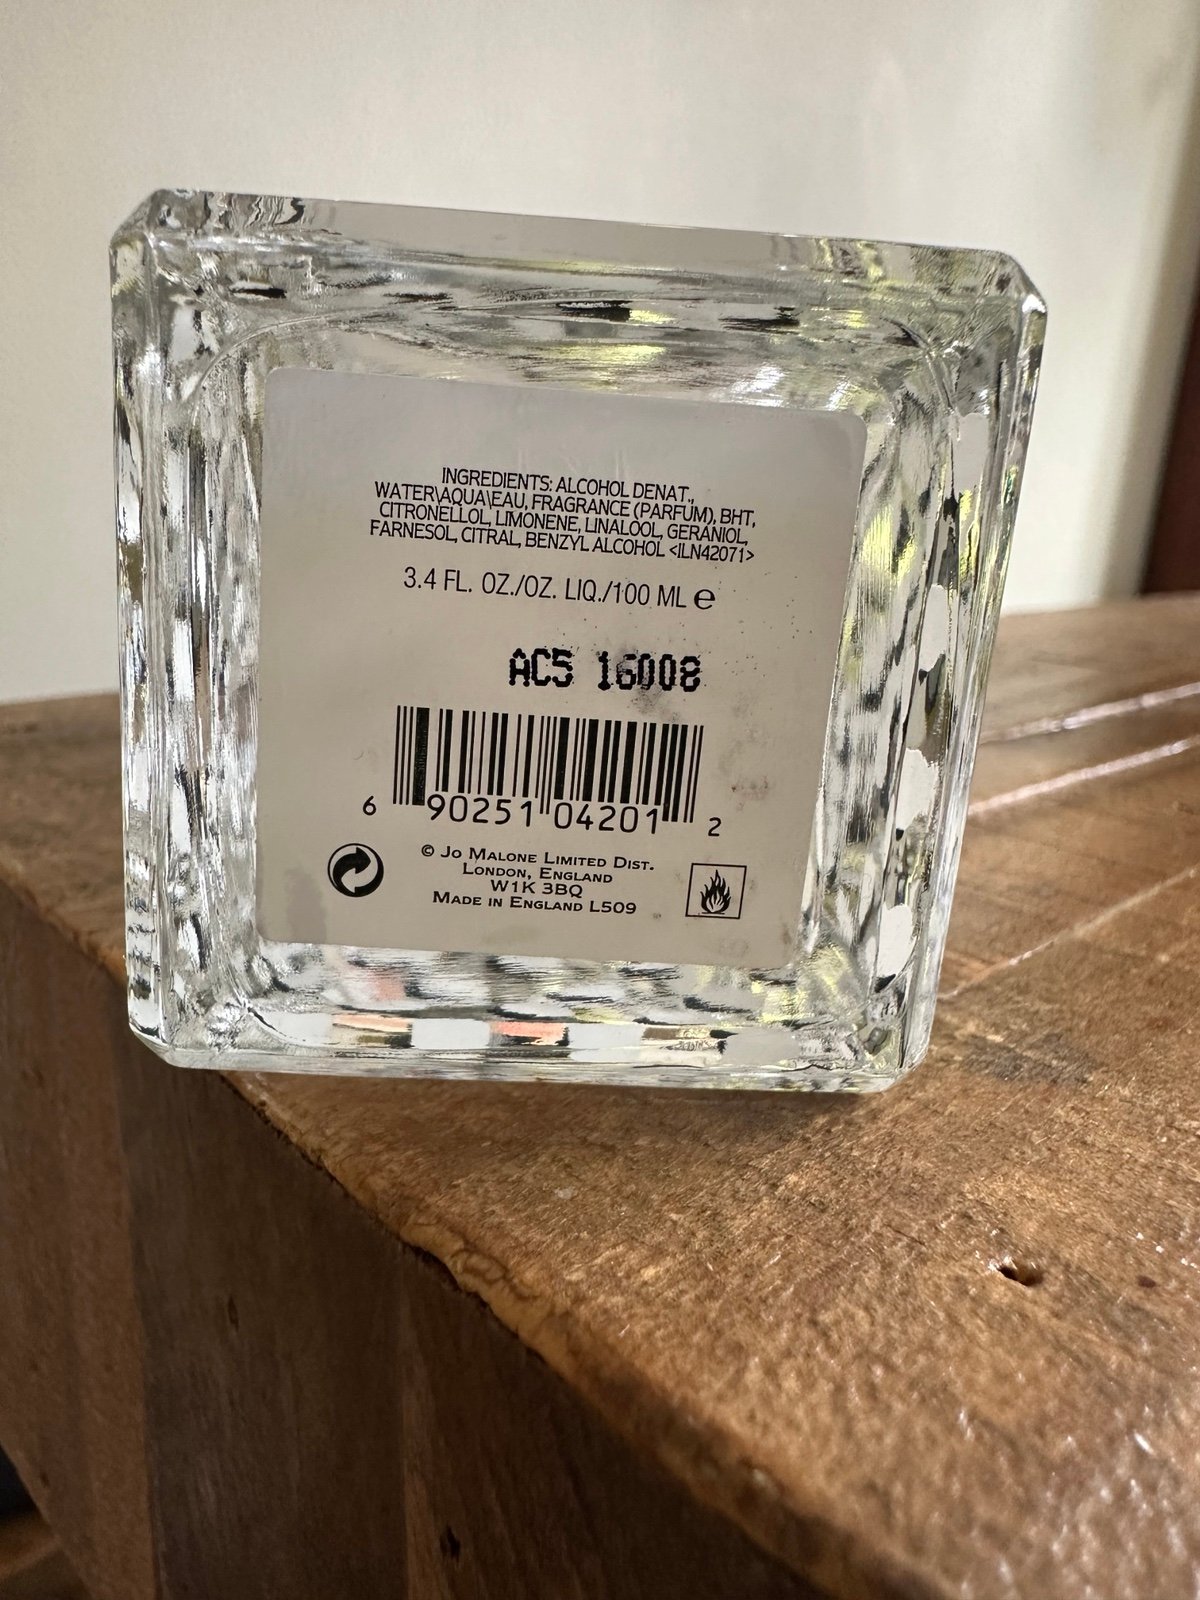 INGREDIENTS: ALCOHOL DENAT.,
WATER\AQUA\EAU, FRAGRANCE (PARFUM), BHT,
CITRONELLOL, LIMONENE, LINALOOL, GERANIOL,
FARNESOL, CITRAL, BENZYL ALCOHOL <ILN42071>
3.4 FL. OZ./OZ. LIQ./100 ML ℮
AC5 16008
6 90251 04201 2
© JO MALONE LIMITED DIST.
LONDON, ENGLAND
W1K 3BQ
MADE IN ENGLAND L509